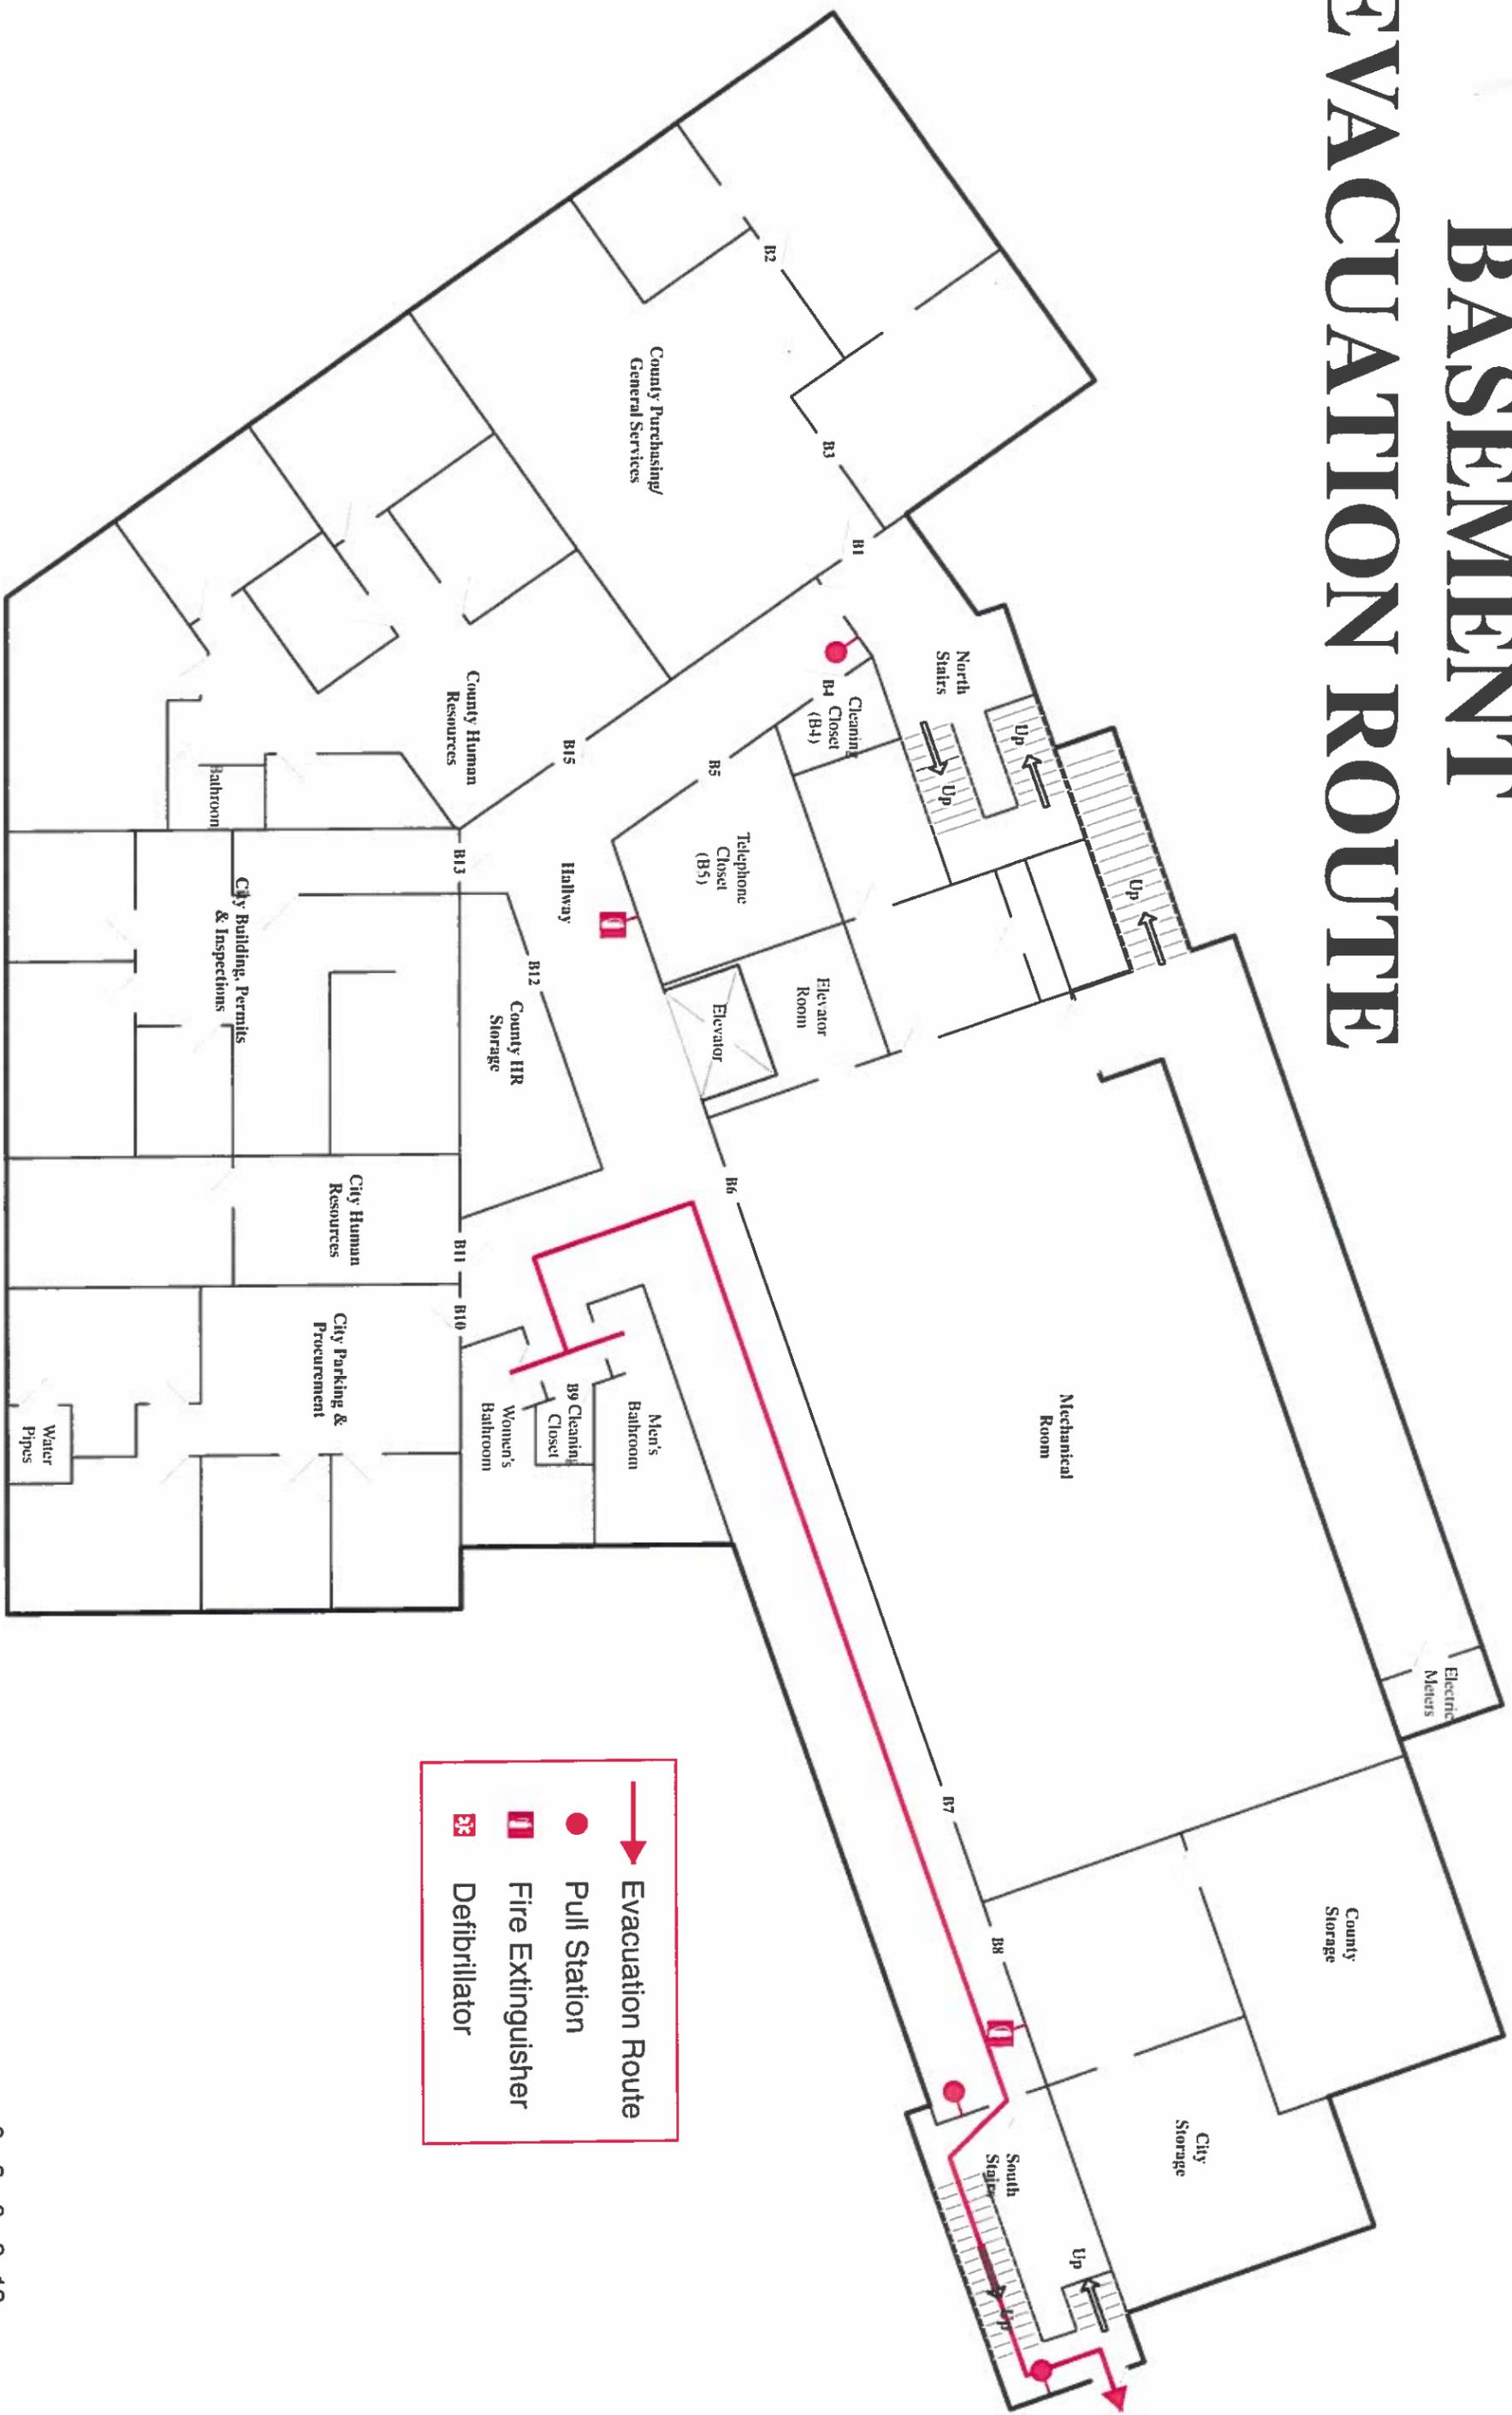 BASEMENT
EVACUATION ROUTE
B2
County Purchasing/
General Services
B3
B1
North
Stairs
Up
Up
Up
B4
Cleaning
Closet
(B4)
B5
Telephone
Closet
(B5)
B15
County Human
Resources
Bathroom
Hallway
B13
B12
County HR
Storage
City Building, Permits
& Inspections
Elevator
Room
Elevator
B6
Mechanical
Room
City Human
Resources
B11
B10
City Parking &
Procurement
Water
Pipes
Men's
Bathroom
B9 Cleaning
Closet
Women's
Bathroom
Electric
Meters
B7
B8
County
Storage
City
Storage
South
Stairs
Up
Up
Evacuation Route
Pull Station
Fire Extinguisher
Defibrillator